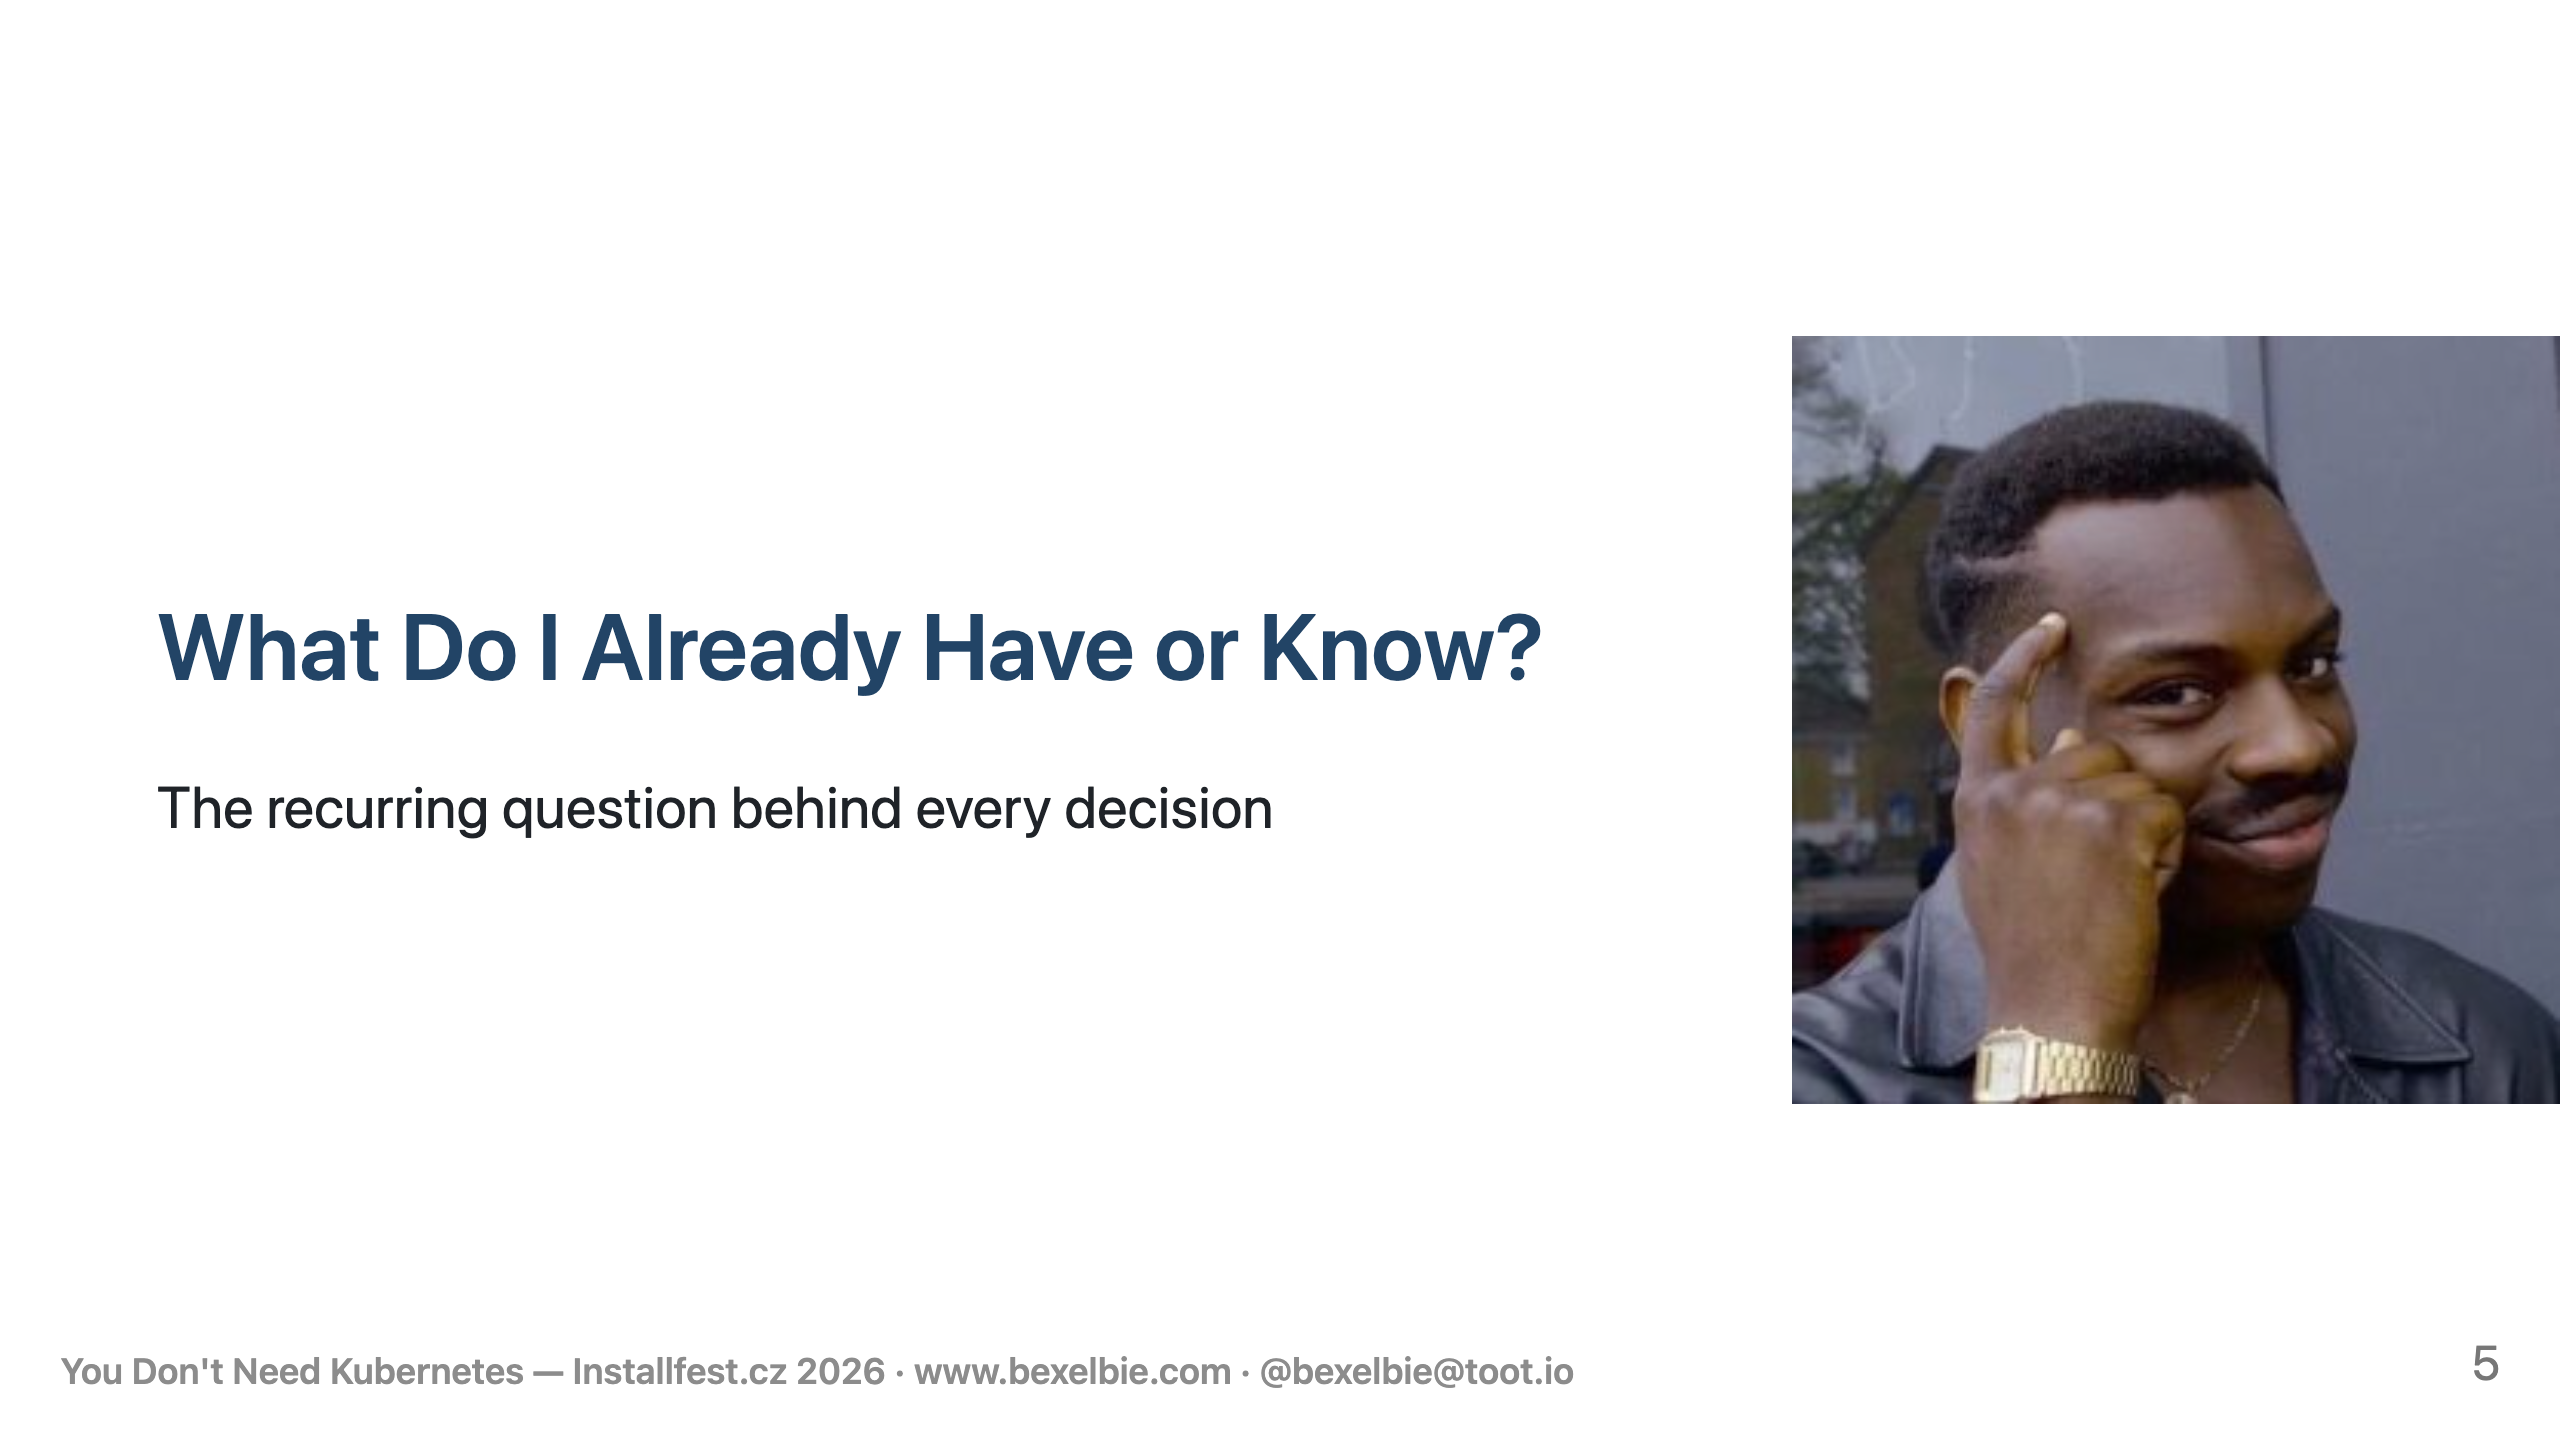 What Do I Already Have or Know?
The recurring question behind every decision
You Don't Need Kubernetes — Installfest.cz 2026 · www.bexelbie.com · @bexelbie@toot.io
5